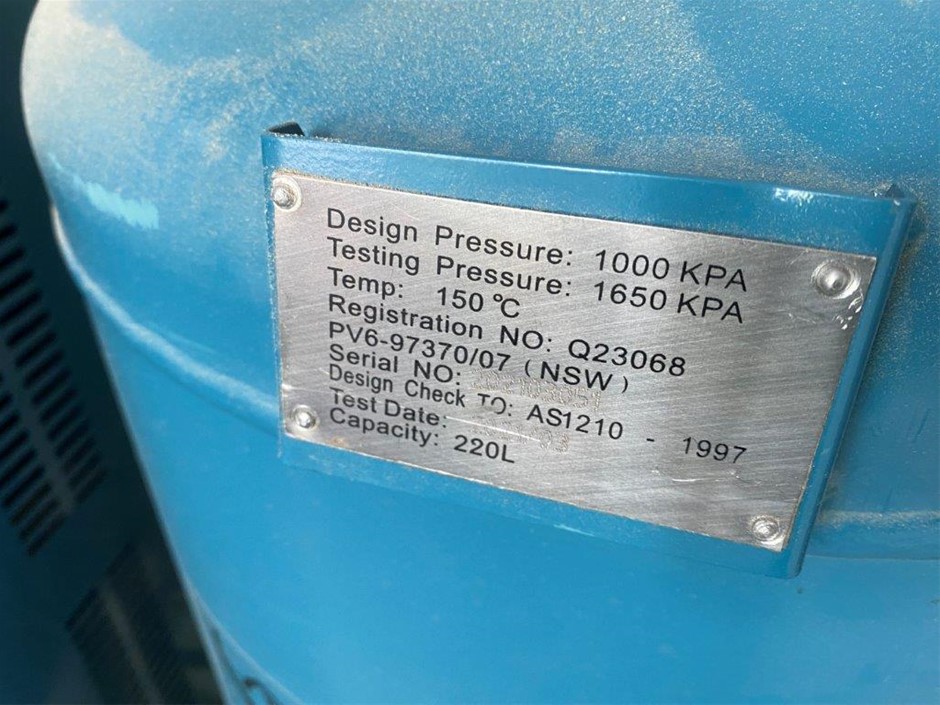 Design Pressure: 1000 KPA
Testing Pressure: 1650 KPA
Temp: 150 °C
Registration NO: Q23068
PV6-97370/07 (NSW)
Serial NO:
Design Check TO: AS1210 - 1997
Test Date:
Capacity: 220L